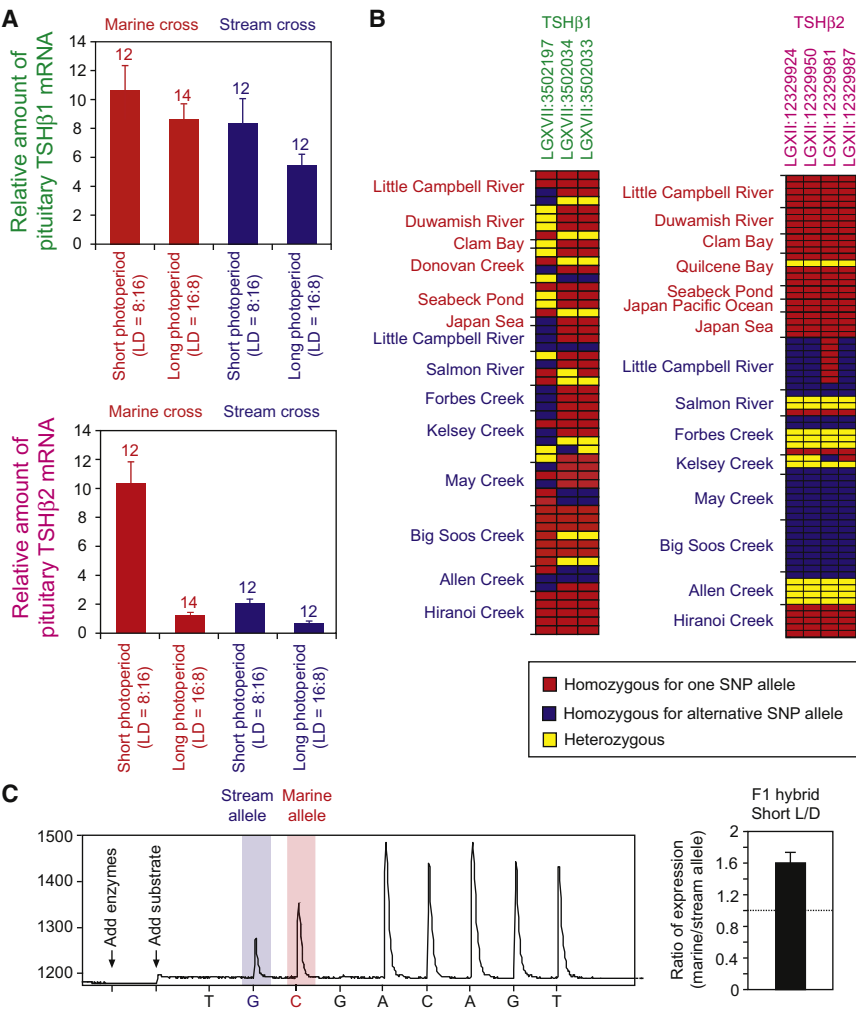 A
Relative amount of
pituitary TSHβ1 mRNA
Marine cross Stream cross
14
12
10
8
6
4
2
0
12
14
12
12
Short photoperiod
(LD = 8:16)
Long photoperiod
(LD = 16:8)
Short photoperiod
(LD = 8:16)
Long photoperiod
(LD = 16:8)
Relative amount of
pituitary TSHβ2 mRNA
Marine cross Stream cross
14
12
10
8
6
4
2
0
12
14
12
12
Short photoperiod
(LD = 8:16)
Long photoperiod
(LD = 16:8)
Short photoperiod
(LD = 8:16)
Long photoperiod
(LD = 16:8)
B
TSHβ1
LGXVII:3502197
LGXVII:3502034
LGXVII:3502033
Little Campbell River
Duwamish River
Clam Bay
Donovan Creek
Seabeck Pond
Japan Sea
Little Campbell River
Salmon River
Forbes Creek
Kelsey Creek
May Creek
Big Soos Creek
Allen Creek
Hiranoi Creek
TSHβ2
LGXII:12329924
LGXII:12329950
LGXII:12329981
LGXII:12329987
Little Campbell River
Duwamish River
Clam Bay
Quilcene Bay
Seabeck Pond
Japan Pacific Ocean
Japan Sea
Little Campbell River
Salmon River
Forbes Creek
Kelsey Creek
May Creek
Big Soos Creek
Allen Creek
Hiranoi Creek
Homozygous for one SNP allele
Homozygous for alternative SNP allele
Heterozygous
C
Stream
allele
Marine
allele
1500
1400
1300
1200
Add enzymes
Add substrate
T G C G A C A G T
F1 hybrid
Short L/D
Ratio of expression
(marine/stream allele)
2
1.6
1.2
0.8
0.4
0